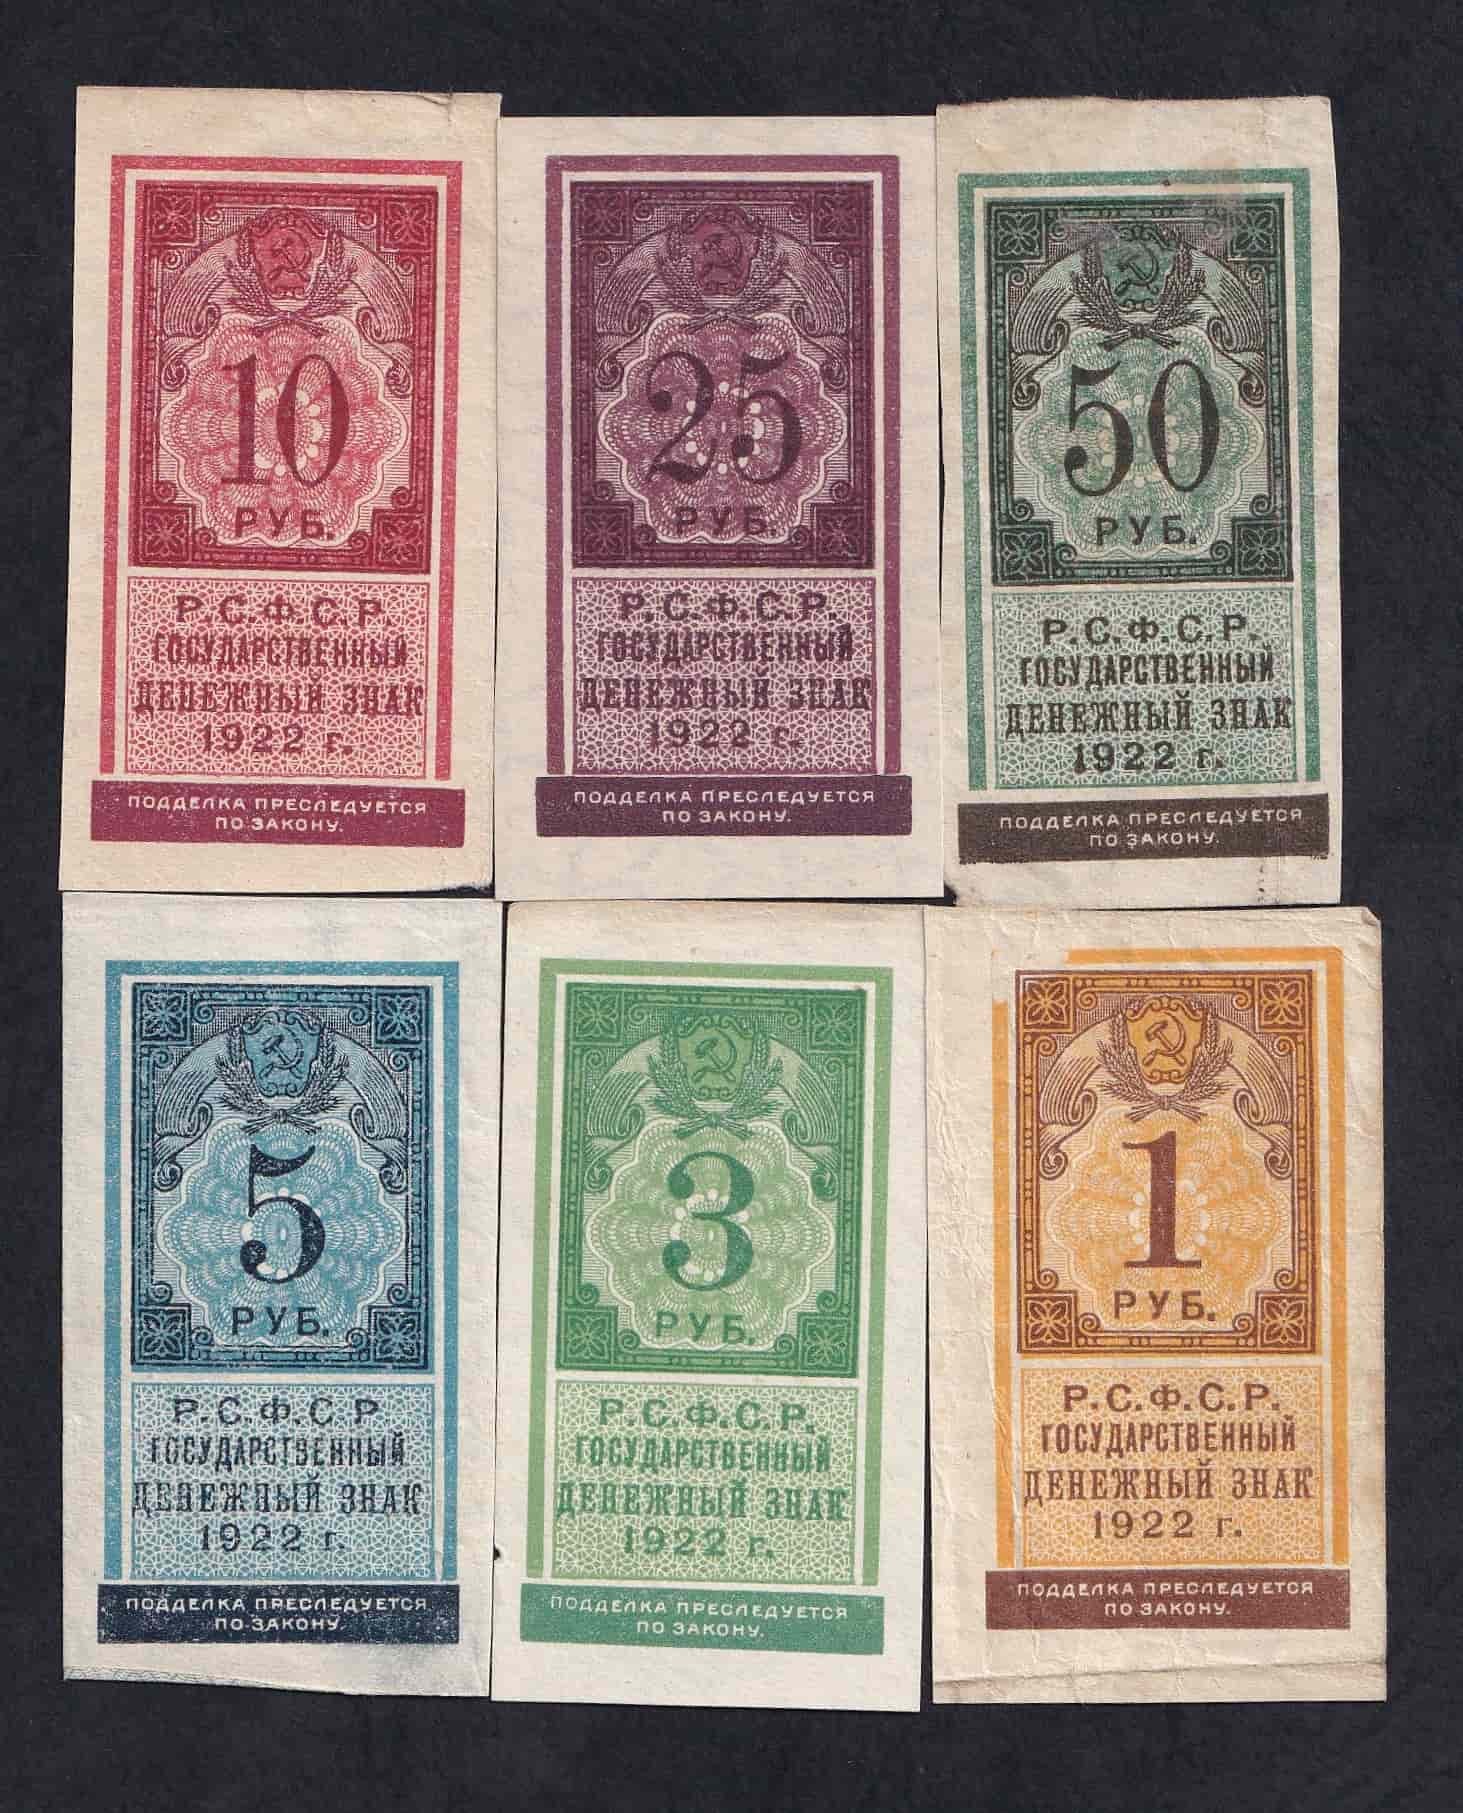 10
РУБ.
Р.С.Ф.С.Р.
ГОСУДАРСТВЕННЫЙ
ДЕНЕЖНЫЙ ЗНАК
1922 г.
ПОДДЕЛКА ПРЕСЛЕДУЕТСЯ
ПО ЗАКОНУ.
25
РУБ.
Р.С.Ф.С.Р.
ГОСУДАРСТВЕННЫЙ
ДЕНЕЖНЫЙ ЗНАК
1922 г.
ПОДДЕЛКА ПРЕСЛЕДУЕТСЯ
ПО ЗАКОНУ.
50
РУБ.
Р.С.Ф.С.Р.
ГОСУДАРСТВЕННЫЙ
ДЕНЕЖНЫЙ ЗНАК
1922 г.
ПОДДЕЛКА ПРЕСЛЕДУЕТСЯ
ПО ЗАКОНУ.
5
РУБ.
Р.С.Ф.С.Р
ГОСУДАРСТВЕННЫЙ
ДЕНЕЖНЫЙ ЗНАК
1922 г.
ПОДДЕЛКА ПРЕСЛЕДУЕТСЯ
ПО ЗАКОНУ.
3
РУБ.
Р.С.Ф.С.Р.
ГОСУДАРСТВЕННЫЙ
ДЕНЕЖНЫЙ ЗНАК
1922 г.
ПОДДЕЛКА ПРЕСЛЕДУЕТСЯ
ПО ЗАКОНУ.
1
РУБ.
Р.С.Ф.С.Р.
ГОСУДАРСТВЕННЫЙ
ДЕНЕЖНЫЙ ЗНАК
1922 г.
ПОДДЕЛКА ПРЕСЛЕДУЕТСЯ
ПО ЗАКОНУ.